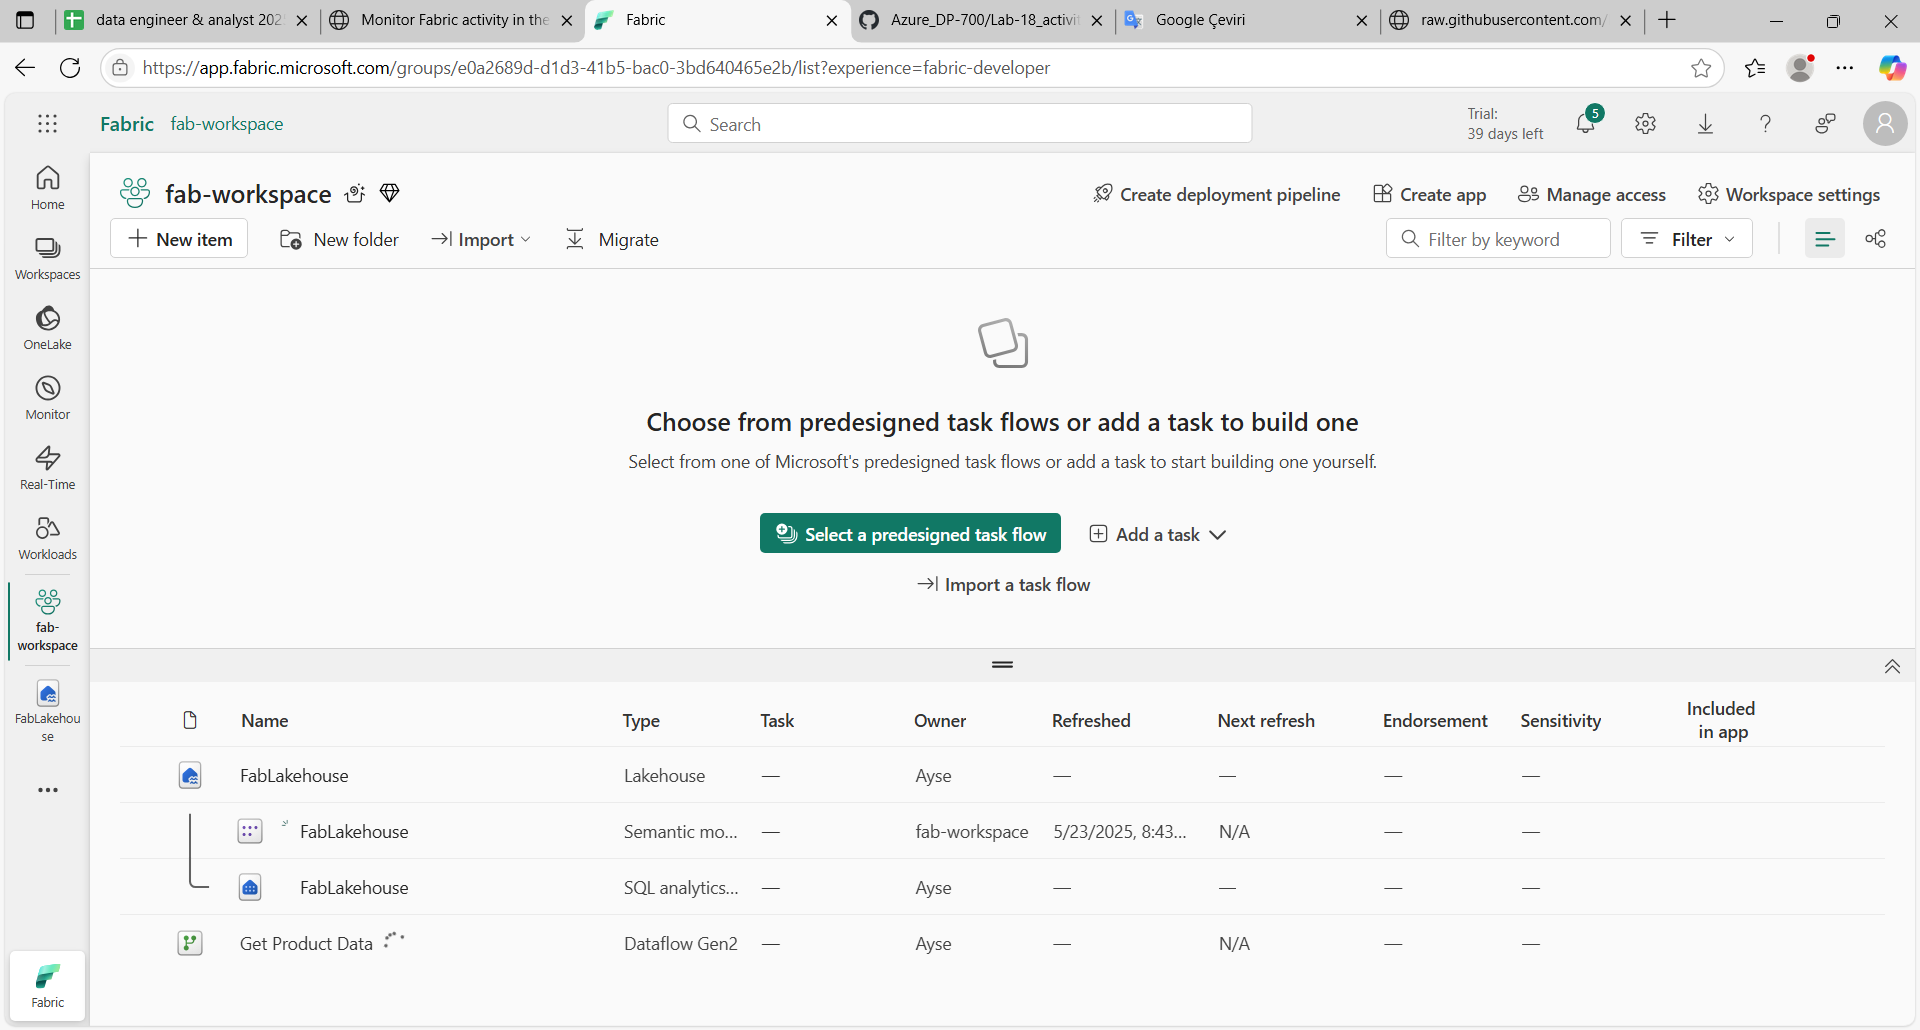 data engineer & analyst 202
Monitor Fabric activity in the
Fabric
Azure_DP-700/Lab-18_activit
Google Çeviri
raw.githubusercontent.com/
https://app.fabric.microsoft.com/groups/e0a2689d-d1d3-41b5-bac0-3bd640465e2b/list?experience=fabric-developer
Fabric fab-workspace
Search
Trial:
39 days left
5
Home
Workspaces
OneLake
Monitor
Real-Time
Workloads
fab-
workspace
FabLakehou
se
Fabric
fab-workspace
Create deployment pipeline
Create app
Manage access
Workspace settings
New item
New folder
Import
Migrate
Filter by keyword
Filter
Choose from predesigned task flows or add a task to build one
Select from one of Microsoft's predesigned task flows or add a task to start building one yourself.
Select a predesigned task flow
Add a task
Import a task flow
Name Type Task Owner Refreshed Next refresh Endorsement Sensitivity Included
in app
FabLakehouse Lakehouse — Ayse — — — —
FabLakehouse Semantic mo... — fab-workspace 5/23/2025, 8:43... N/A — —
FabLakehouse SQL analytics... — Ayse — — — —
Get Product Data Dataflow Gen2 — Ayse — N/A — —